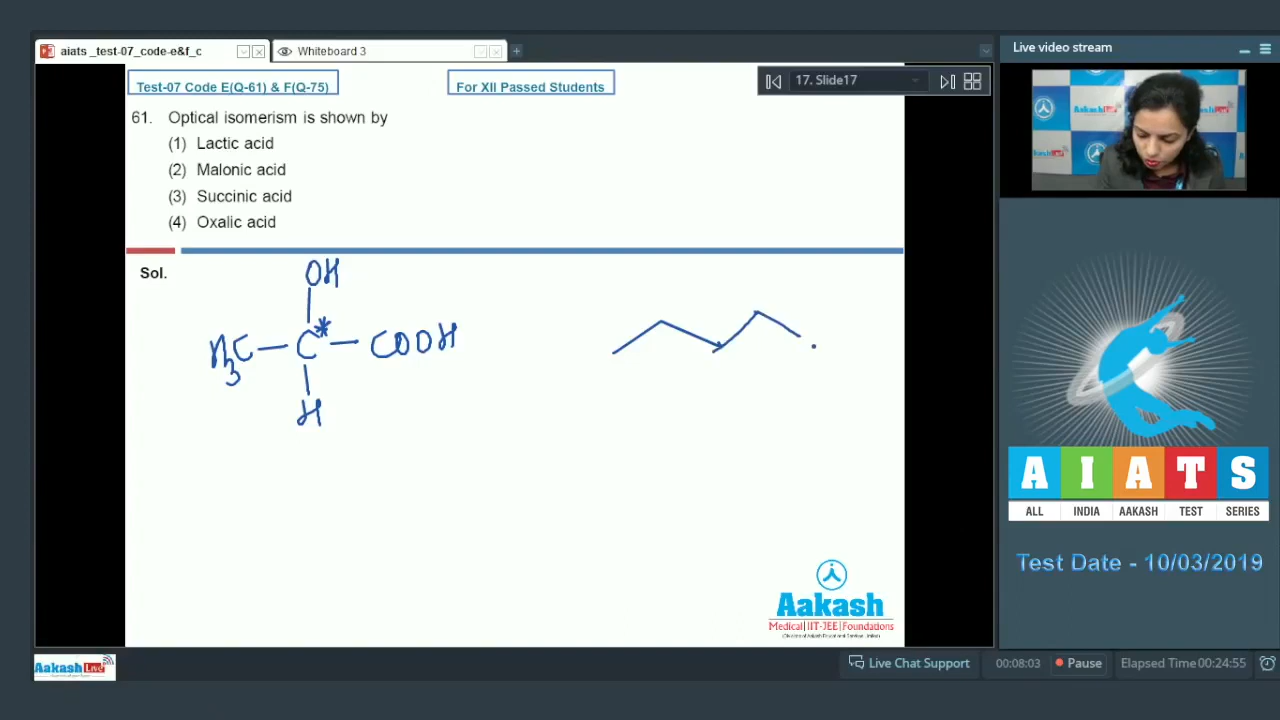 aiats _test-07_code-e&f_c
Whiteboard 3
Live video stream
Test-07 Code E(Q-61) & F(Q-75)
For XII Passed Students
17. Slide17
61. Optical isomerism is shown by
(1) Lactic acid
(2) Malonic acid
(3) Succinic acid
(4) Oxalic acid
Sol.
OH
H3C — C* — COOH
H
AIATS
ALL INDIA AAKASH TEST SERIES
Test Date - 10/03/2019
Aakash
Medical|IIT-JEE|Foundations
Aakash Live
Live Chat Support
00:08:03
Pause
Elapsed Time 00:24:55